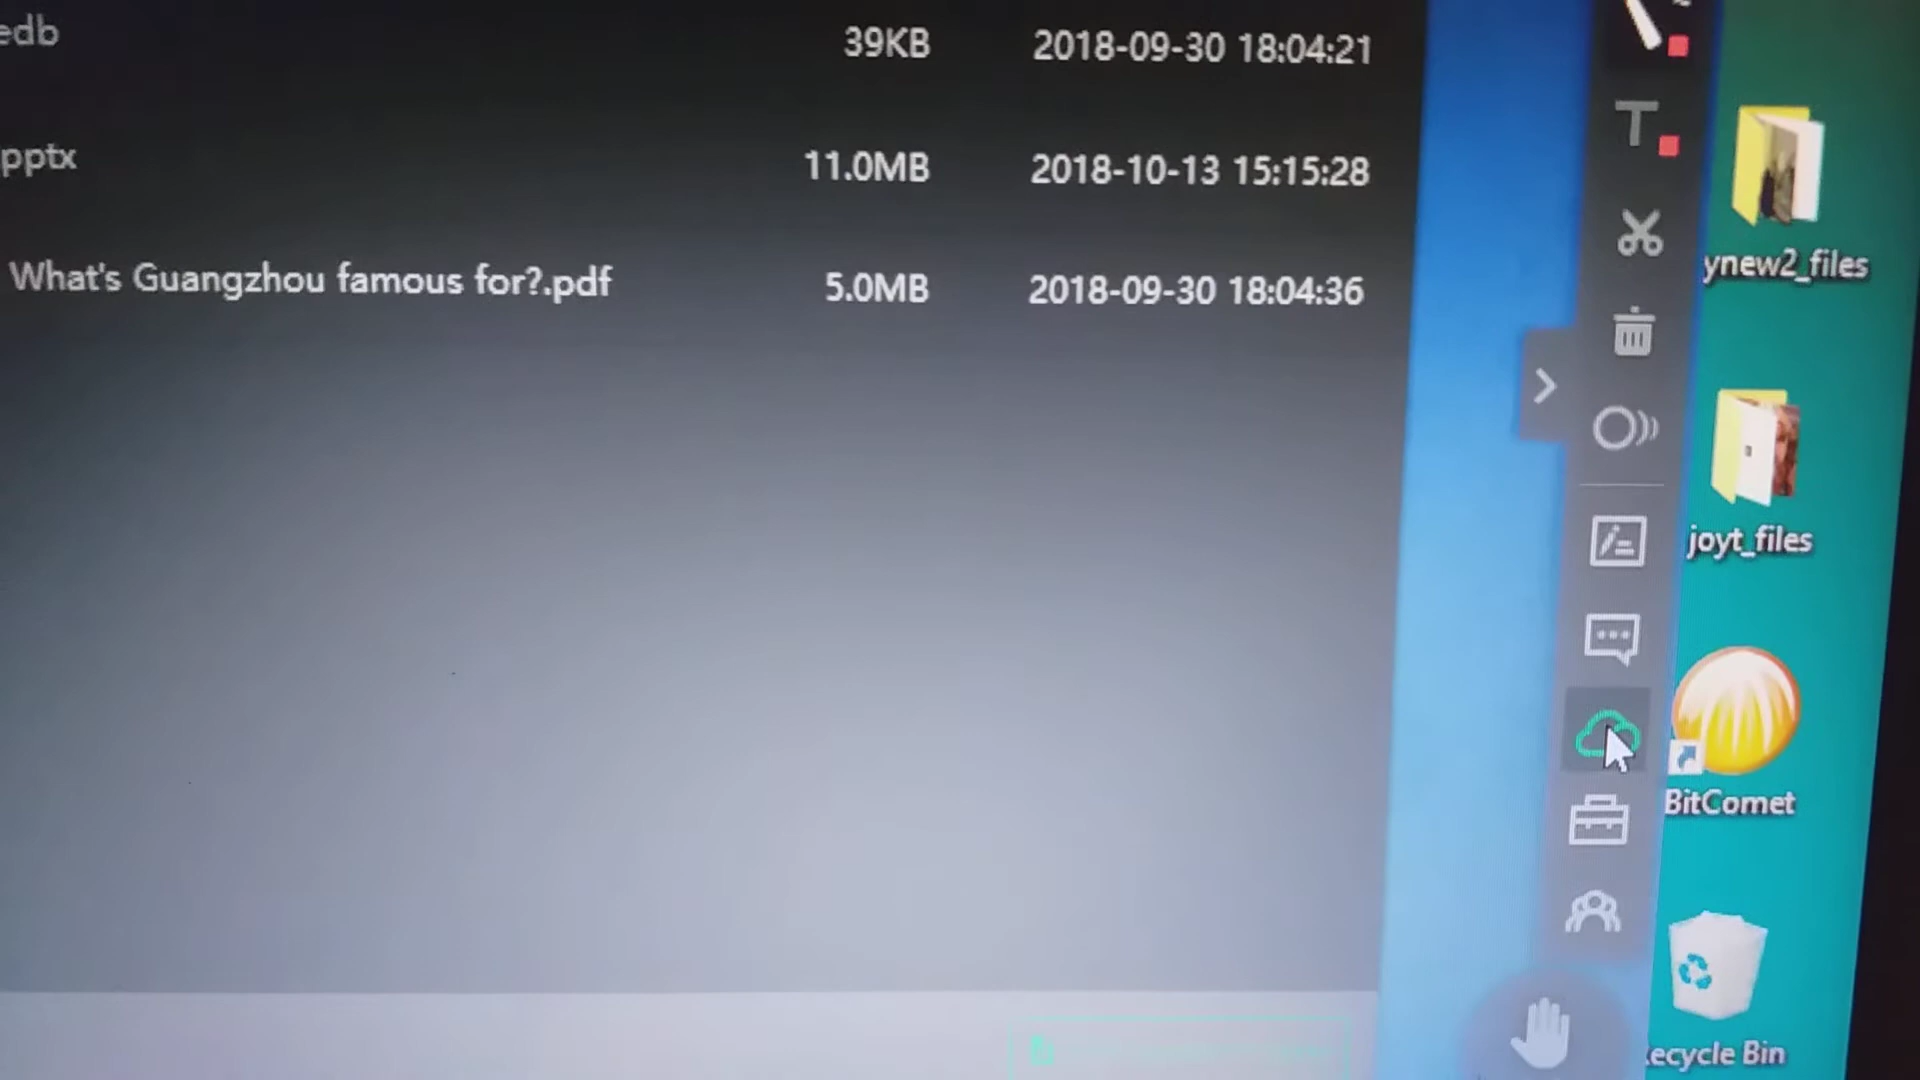 edb 39KB 2018-09-30 18:04:21
pptx 11.0MB 2018-10-13 15:15:28
What's Guangzhou famous for?.pdf 5.0MB 2018-09-30 18:04:36
ynew2_files
joyt_files
BitComet
ecycle Bin